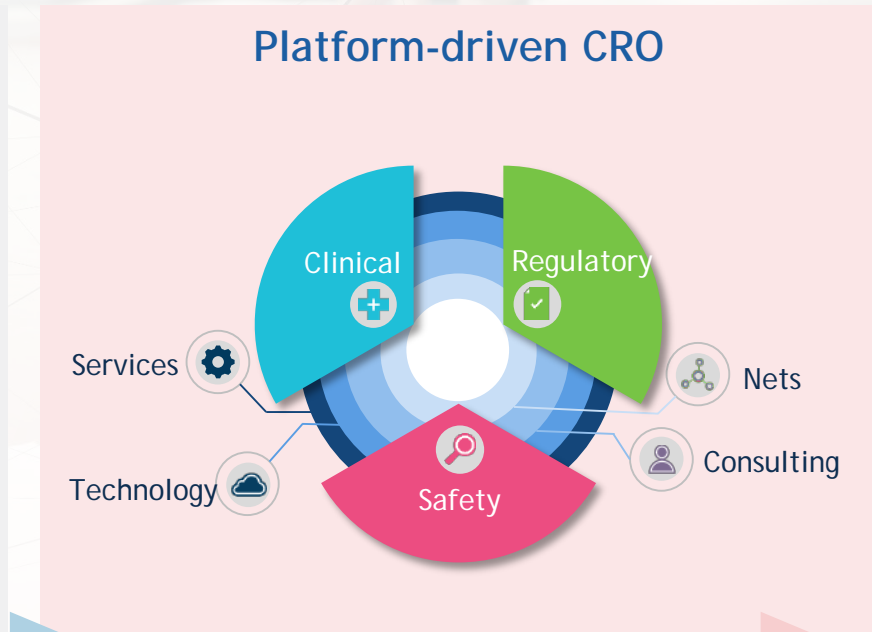 Platform-driven CRO
Clinical
Regulatory
Services
Nets
Technology
Consulting
Safety